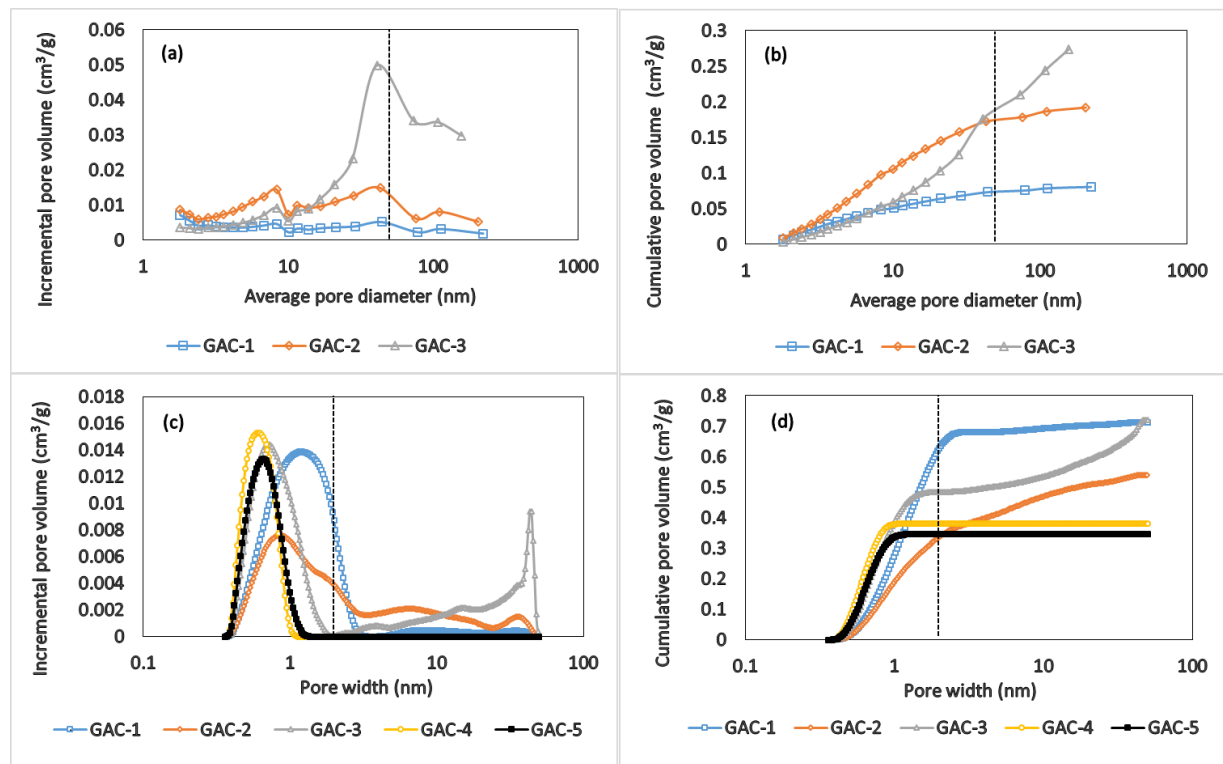 (a)
Incremental pore volume (cm³/g)
0.06
0.05
0.04
0.03
0.02
0.01
0
1 10 100 1000
Average pore diameter (nm)
GAC-1 GAC-2 GAC-3
(b)
Cumulative pore volume (cm³/g)
0.3
0.25
0.2
0.15
0.1
0.05
0
1 10 100 1000
Average pore diameter (nm)
GAC-1 GAC-2 GAC-3
(c)
Incremental pore volume (cm³/g)
0.018
0.016
0.014
0.012
0.01
0.008
0.006
0.004
0.002
0
0.1 1 10 100
Pore width (nm)
GAC-1 GAC-2 GAC-3 GAC-4 GAC-5
(d)
Cumulative pore volume (cm³/g)
0.8
0.7
0.6
0.5
0.4
0.3
0.2
0.1
0
0.1 1 10 100
Pore width (nm)
GAC-1 GAC-2 GAC-3 GAC-4 GAC-5